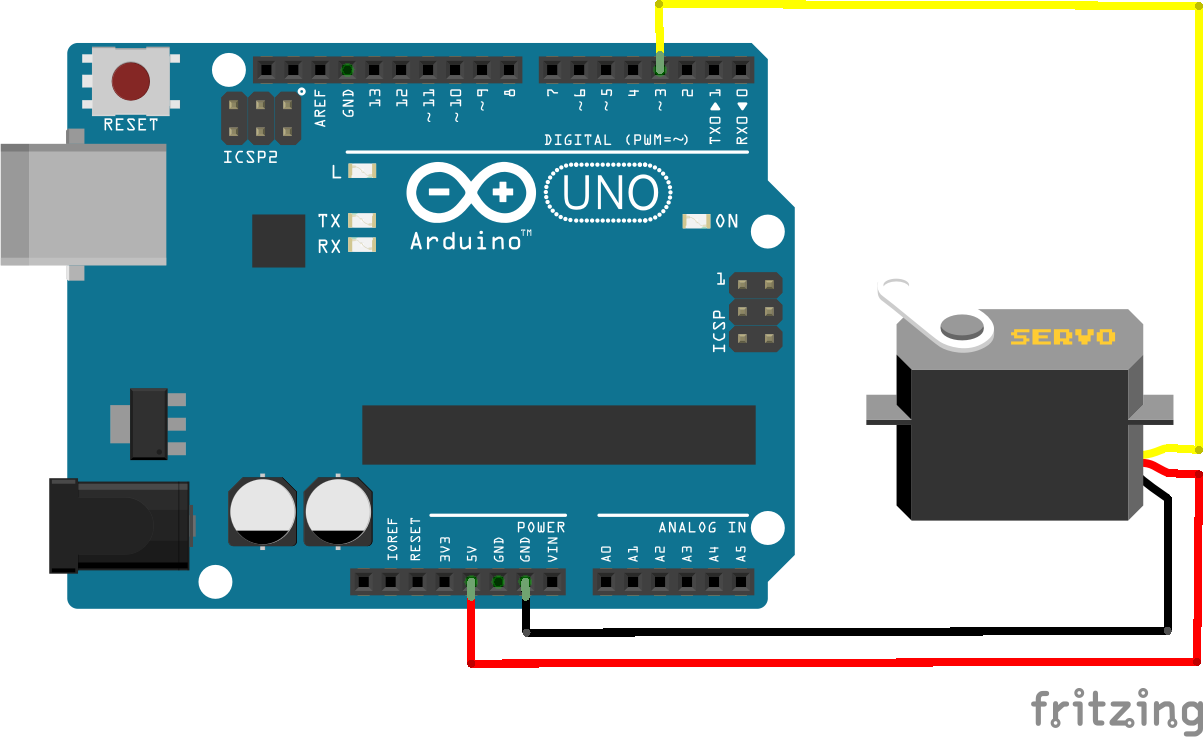 RESET
ICSP2
AREF
GND
13
12
~11
~10
~9
8
7
~6
~5
4
~3
2
TX0▶1
RX0◀0
DIGITAL (PWM=~)
L
TX
RX
UNO
Arduino™
ON
1
ICSP
SERVO
IOREF
RESET
3V3
5V
GND
GND
VIN
POWER
ANALOG IN
A0
A1
A2
A3
A4
A5
fritzing